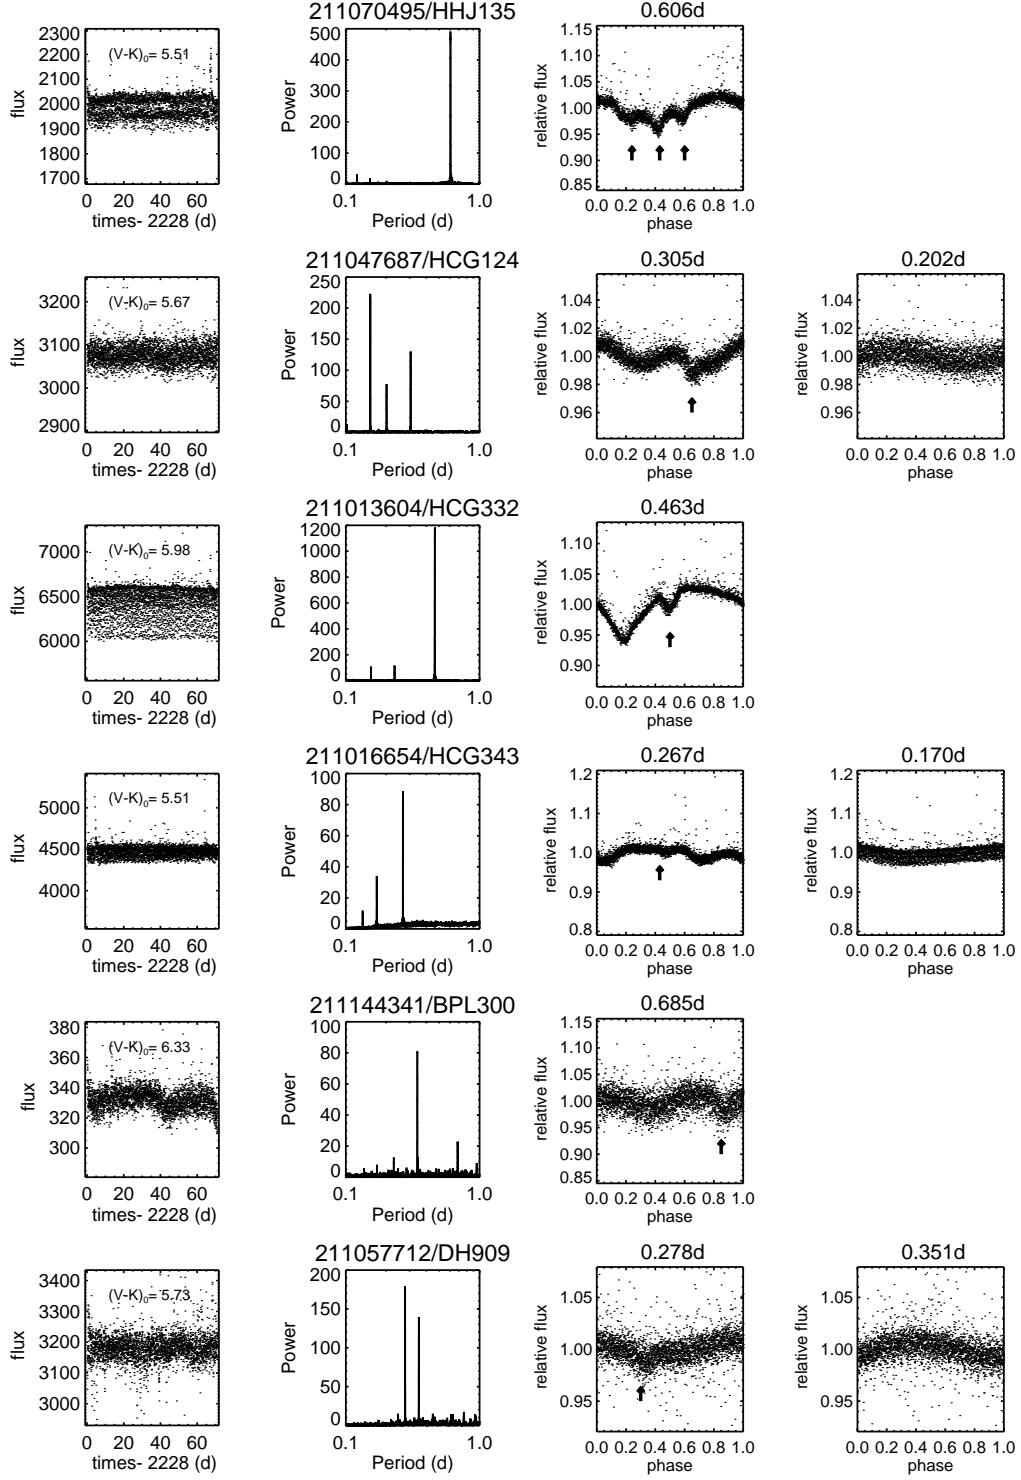 211070495/HHJ135
0.606d
2300
2200
2100
2000
1900
1800
1700
flux
(V-K)₀= 5.51
0 20 40 60
times- 2228 (d)
500
400
300
200
100
0
Power
0.1 1.0
Period (d)
1.15
1.10
1.05
1.00
0.95
0.90
0.85
relative flux
0.0 0.2 0.4 0.6 0.8 1.0
phase
211047687/HCG124
0.305d
0.202d
3200
3100
3000
2900
flux
(V-K)₀= 5.67
0 20 40 60
times- 2228 (d)
250
200
150
100
50
0
Power
0.1 1.0
Period (d)
1.04
1.02
1.00
0.98
0.96
relative flux
0.0 0.2 0.4 0.6 0.8 1.0
phase
1.04
1.02
1.00
0.98
0.96
relative flux
0.0 0.2 0.4 0.6 0.8 1.0
phase
211013604/HCG332
0.463d
7000
6500
6000
flux
(V-K)₀= 5.98
0 20 40 60
times- 2228 (d)
1200
1000
800
600
400
200
0
Power
0.1 1.0
Period (d)
1.10
1.05
1.00
0.95
0.90
relative flux
0.0 0.2 0.4 0.6 0.8 1.0
phase
211016654/HCG343
0.267d
0.170d
5000
4500
4000
flux
(V-K)₀= 5.51
0 20 40 60
times- 2228 (d)
100
80
60
40
20
0
Power
0.1 1.0
Period (d)
1.2
1.1
1.0
0.9
0.8
relative flux
0.0 0.2 0.4 0.6 0.8 1.0
phase
1.2
1.1
1.0
0.9
0.8
relative flux
0.0 0.2 0.4 0.6 0.8 1.0
phase
211144341/BPL300
0.685d
380
360
340
320
300
flux
(V-K)₀= 6.33
0 20 40 60
times- 2228 (d)
100
80
60
40
20
0
Power
0.1 1.0
Period (d)
1.15
1.10
1.05
1.00
0.95
0.90
0.85
relative flux
0.0 0.2 0.4 0.6 0.8 1.0
phase
211057712/DH909
0.278d
0.351d
3400
3300
3200
3100
3000
flux
(V-K)₀= 5.73
0 20 40 60
times- 2228 (d)
200
150
100
50
0
Power
0.1 1.0
Period (d)
1.05
1.00
0.95
relative flux
0.0 0.2 0.4 0.6 0.8 1.0
phase
1.05
1.00
0.95
relative flux
0.0 0.2 0.4 0.6 0.8 1.0
phase